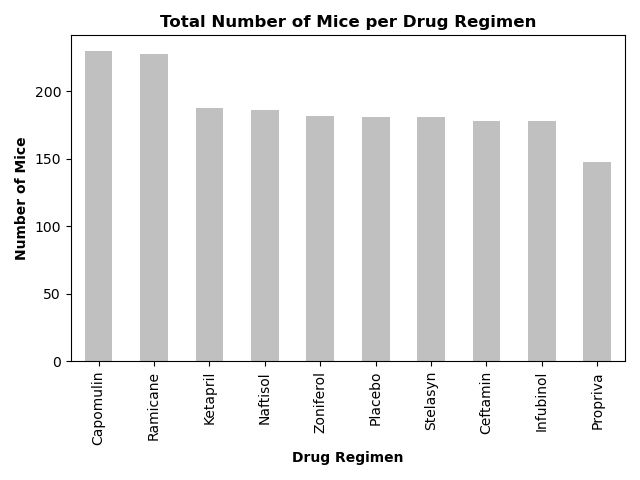 Total Number of Mice per Drug Regimen
200
150
100
50
0
Number of Mice
Capomulin
Ramicane
Ketapril
Naftisol
Zoniferol
Placebo
Stelasyn
Ceftamin
Infubinol
Propriva
Drug Regimen